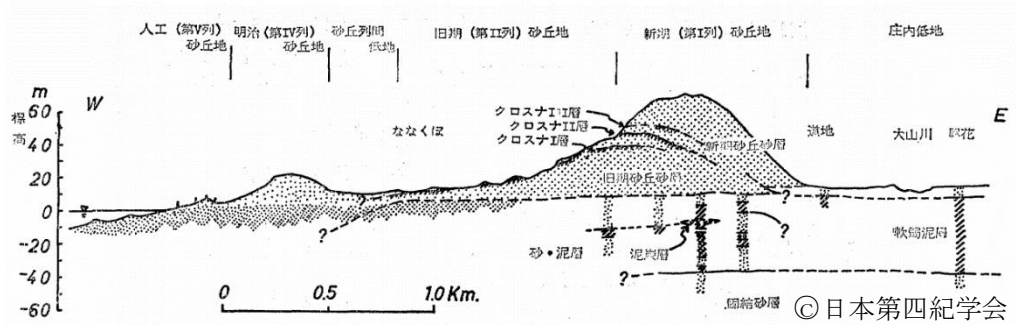 人工(第V列)
砂丘地
明治(第IV列)
砂丘地
砂丘列間
低地
旧期(第II列)砂丘地
新期(第I列)砂丘地
庄内低地
m
標高
W
E
60
40
20
0
-20
-40
-60
ななくぼ
クロスナIII層
クロスナII層
クロスナI層
新期砂丘砂層
旧期砂丘砂層
道地
大山川
?
?
?
?
?
砂・泥層
泥炭層
軟弱泥層
固結砂層
0
0.5
1.0 Km.
©日本第四紀学会